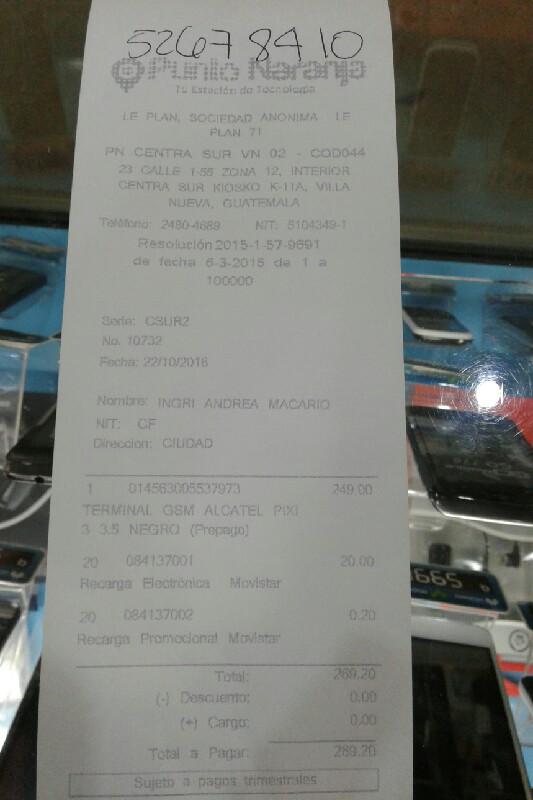 52678410
Punto Naranja
Tu Estación de Tecnología
LE PLAN, SOCIEDAD ANONIMA LE
PLAN 71
PN CENTRA SUR VN 02 - COD044
23 CALLE 1-55 ZONA 12, INTERIOR
CENTRA SUR KIOSKO K-11A, VILLA
NUEVA, GUATEMALA
Teléfono: 2480-4689 NIT: 5104349-1
Resolución 2015-1-57-9691
de fecha 6-3-2015 de 1 a
100000
Serie: CSUR2
No. 10732
Fecha: 22/10/2016
Nombre: INGRI ANDREA MACARIO
NIT: CF
Direccion: CIUDAD
1 014563005537973 249.00
TERMINAL GSM ALCATEL PIXI
3 3.5 NEGRO (Prepago)
20 084137001 20.00
Recarga Electrónica Movistar
20 084137002 0.20
Recarga Promocional Movistar
Total: 269.20
(-) Descuento: 0.00
(+) Cargo: 0.00
Total a Pagar: 269.20
Sujeto a pagos trimestrales